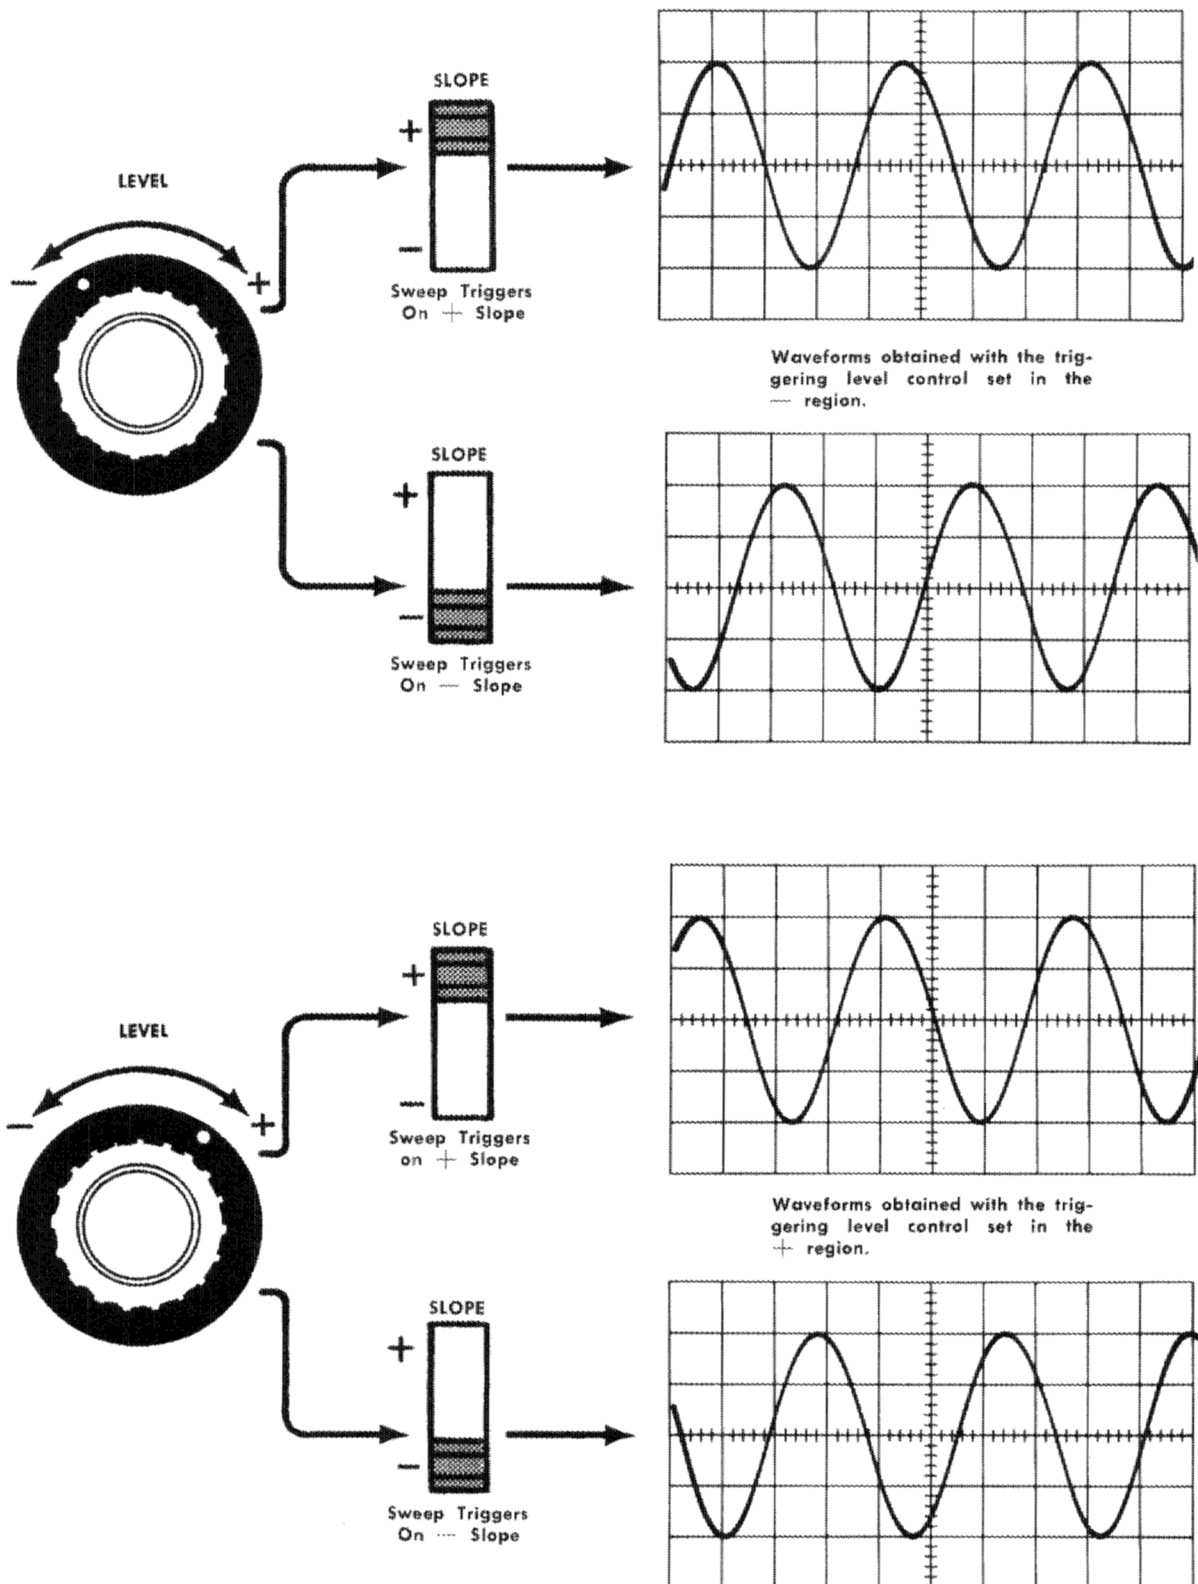 SLOPE
+
LEVEL
—
+
—
Sweep Triggers
On + Slope
Waveforms obtained with the trig-
gering level control set in the
— region.
SLOPE
+
—
Sweep Triggers
On — Slope
SLOPE
+
LEVEL
—
+
—
Sweep Triggers
on + Slope
Waveforms obtained with the trig-
gering level control set in the
+ region.
SLOPE
+
—
Sweep Triggers
On — Slope